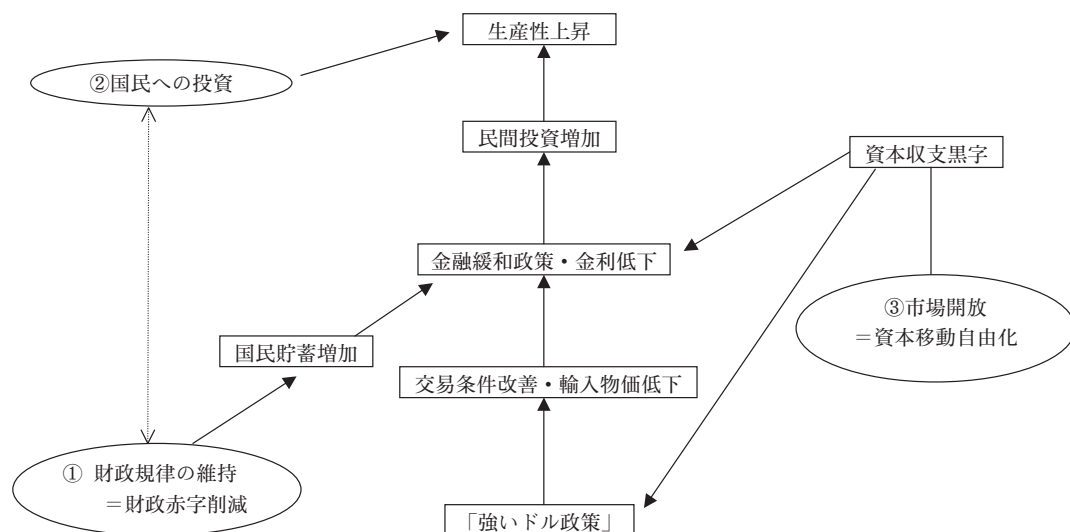 生産性上昇
②国民への投資
民間投資増加
資本収支黒字
金融緩和政策・金利低下
③市場開放
＝資本移動自由化
国民貯蓄増加
交易条件改善・輸入物価低下
① 財政規律の維持
＝財政赤字削減
「強いドル政策」